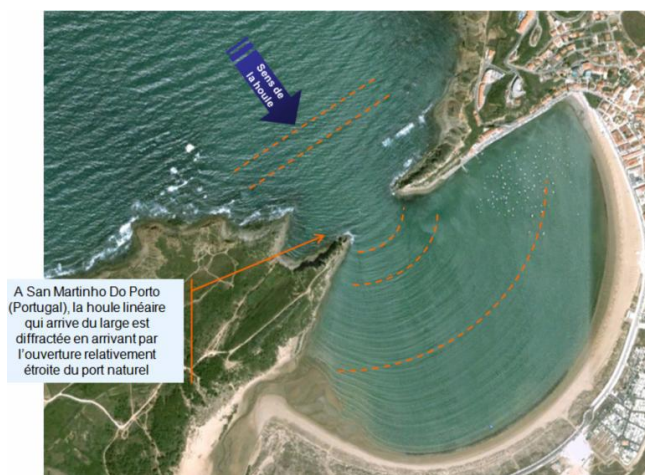 Sens de
la houle
A San Martinho Do Porto
(Portugal), la houle linéaire
qui arrive du large est
diffractée en arrivant par
l'ouverture relativement
étroite du port naturel